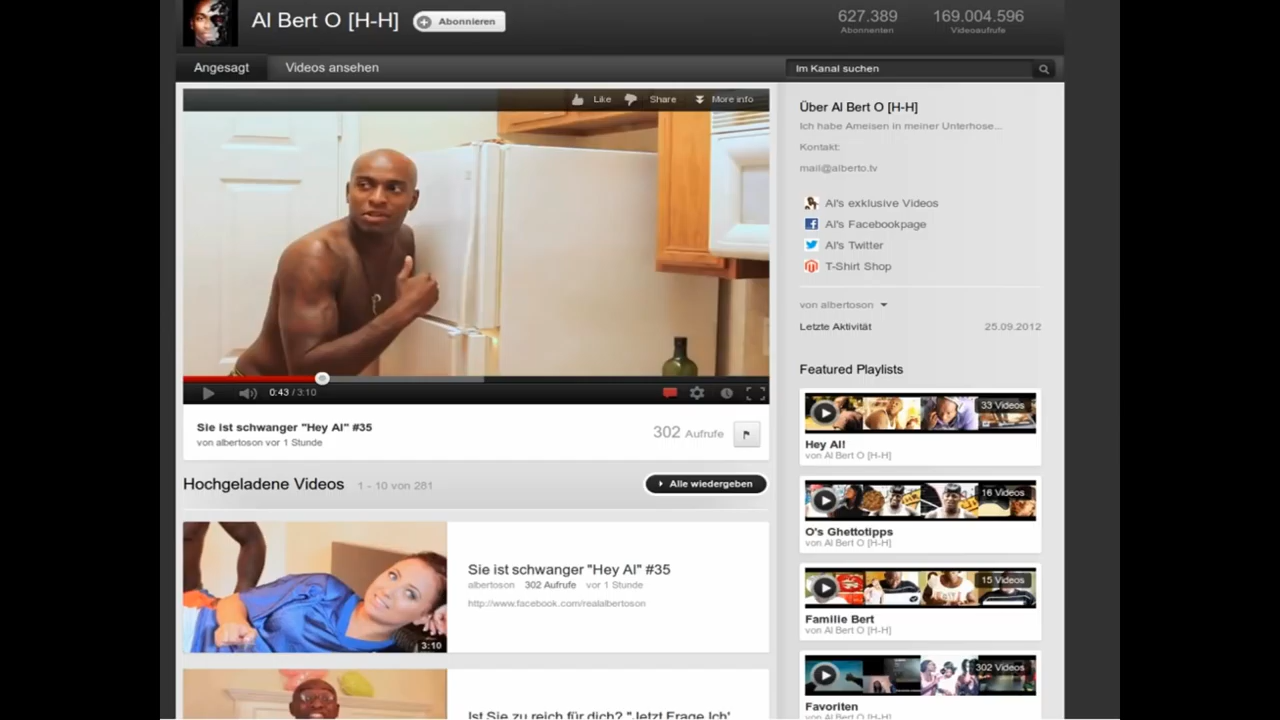 Al Bert O [H-H]
Abonnieren
627.389
Abonnenten
169.004.596
Videoaufrufe
Angesagt
Videos ansehen
Im Kanal suchen
Like
Share
More info
0:43 / 3:10
Sie ist schwanger "Hey Al" #35
von albertoson vor 1 Stunde
302 Aufrufe
Hochgeladene Videos 1 - 10 von 281
Alle wiedergeben
3:10
Sie ist schwanger "Hey Al" #35
albertoson 302 Aufrufe vor 1 Stunde
http://www.facebook.com/realalbertoson
Ist Sie zu reich für dich? "Jetzt Frage Ich"
Über Al Bert O [H-H]
Ich habe Ameisen in meiner Unterhose...
Kontakt:
mail@alberto.tv
Al's exklusive Videos
Al's Facebookpage
Al's Twitter
T-Shirt Shop
von albertoson
Letzte Aktivität 25.09.2012
Featured Playlists
33 Videos
Hey Al!
von Al Bert O [H-H]
16 Videos
O's Ghettotipps
von Al Bert O [H-H]
15 Videos
Familie Bert
von Al Bert O [H-H]
302 Videos
Favoriten
von Al Bert O [H-H]